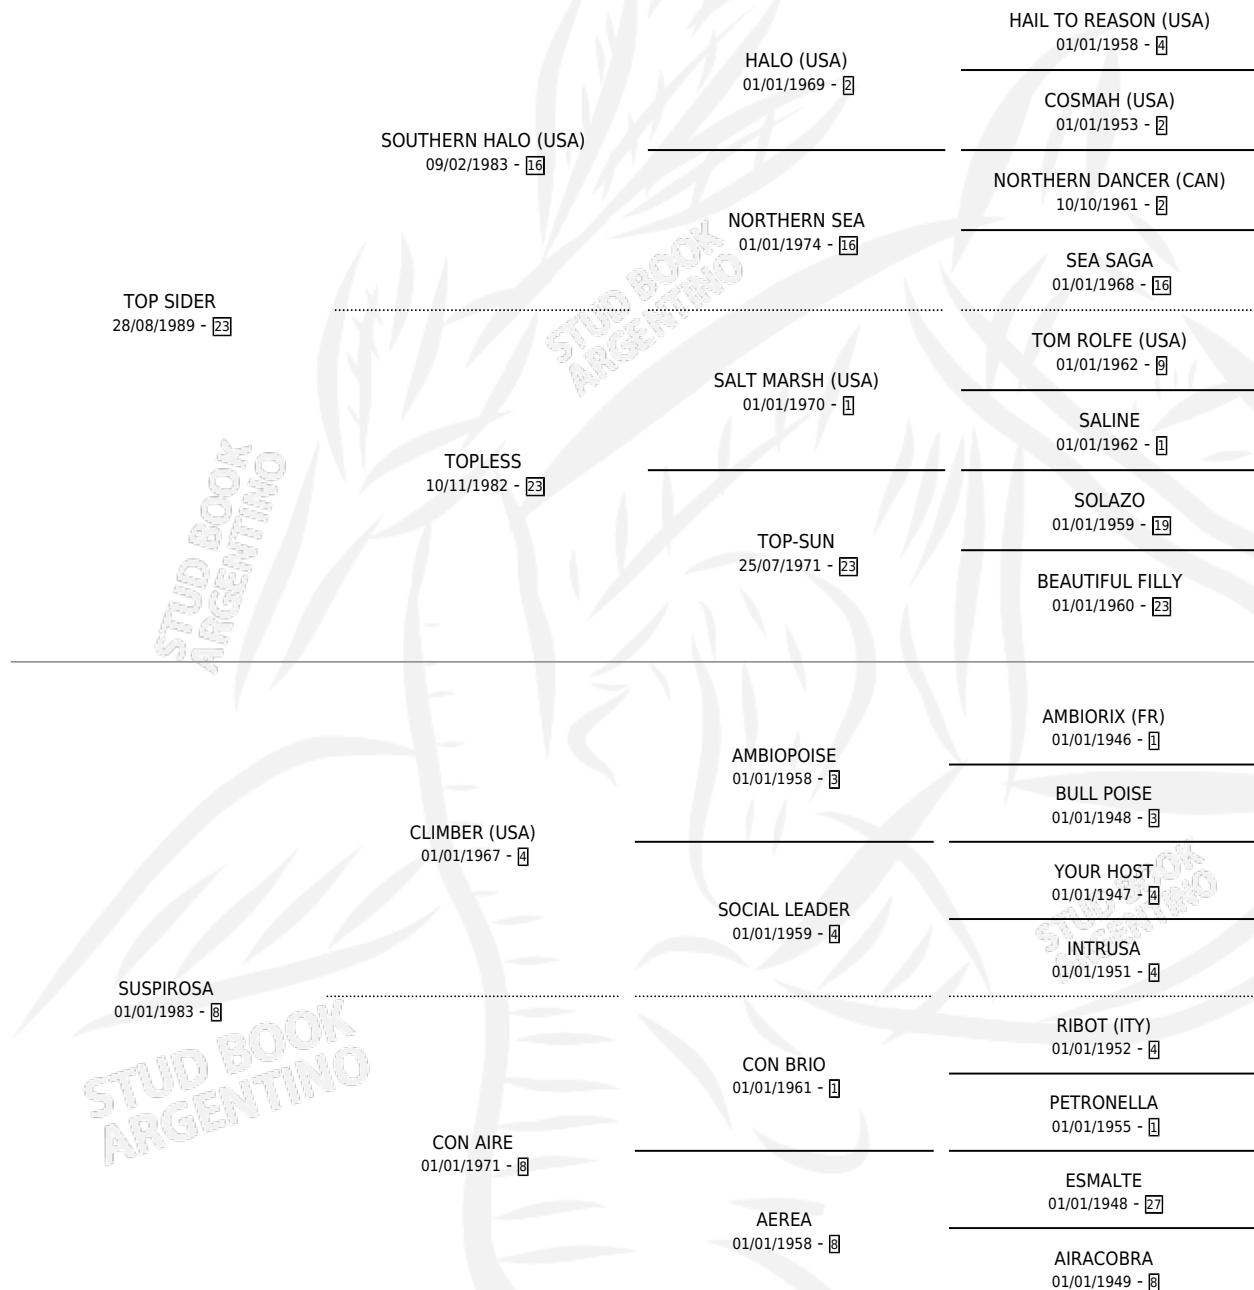 HAIL TO REASON (USA)
01/01/1958 - 4
HALO (USA)
01/01/1969 - 2
COSMAH (USA)
01/01/1953 - 2
SOUTHERN HALO (USA)
09/02/1983 - 16
NORTHERN DANCER (CAN)
10/10/1961 - 2
NORTHERN SEA
01/01/1974 - 16
SEA SAGA
01/01/1968 - 16
TOP SIDER
28/08/1989 - 23
STUD BOOK
ARGENTINO
TOM ROLFE (USA)
01/01/1962 - 9
SALT MARSH (USA)
01/01/1970 - 1
SALINE
01/01/1962 - 1
TOPLESS
10/11/1982 - 23
SOLAZO
01/01/1959 - 19
TOP-SUN
25/07/1971 - 23
BEAUTIFUL FILLY
01/01/1960 - 23
STUD BOOK
ARGENTINO
AMBIORIX (FR)
01/01/1946 - 1
AMBIOPOISE
01/01/1958 - 3
BULL POISE
01/01/1948 - 3
CLIMBER (USA)
01/01/1967 - 4
YOUR HOST
01/01/1947 - 4
SOCIAL LEADER
01/01/1959 - 4
INTRUSA
01/01/1951 - 4
STUD BOOK
ARGENTINO
SUSPIROSA
01/01/1983 - 8
RIBOT (ITY)
01/01/1952 - 4
CON BRIO
01/01/1961 - 1
PETRONELLA
01/01/1955 - 1
STUD BOOK
ARGENTINO
CON AIRE
01/01/1971 - 8
ESMALTE
01/01/1948 - 27
AEREA
01/01/1958 - 8
AIRACOBRA
01/01/1949 - 8